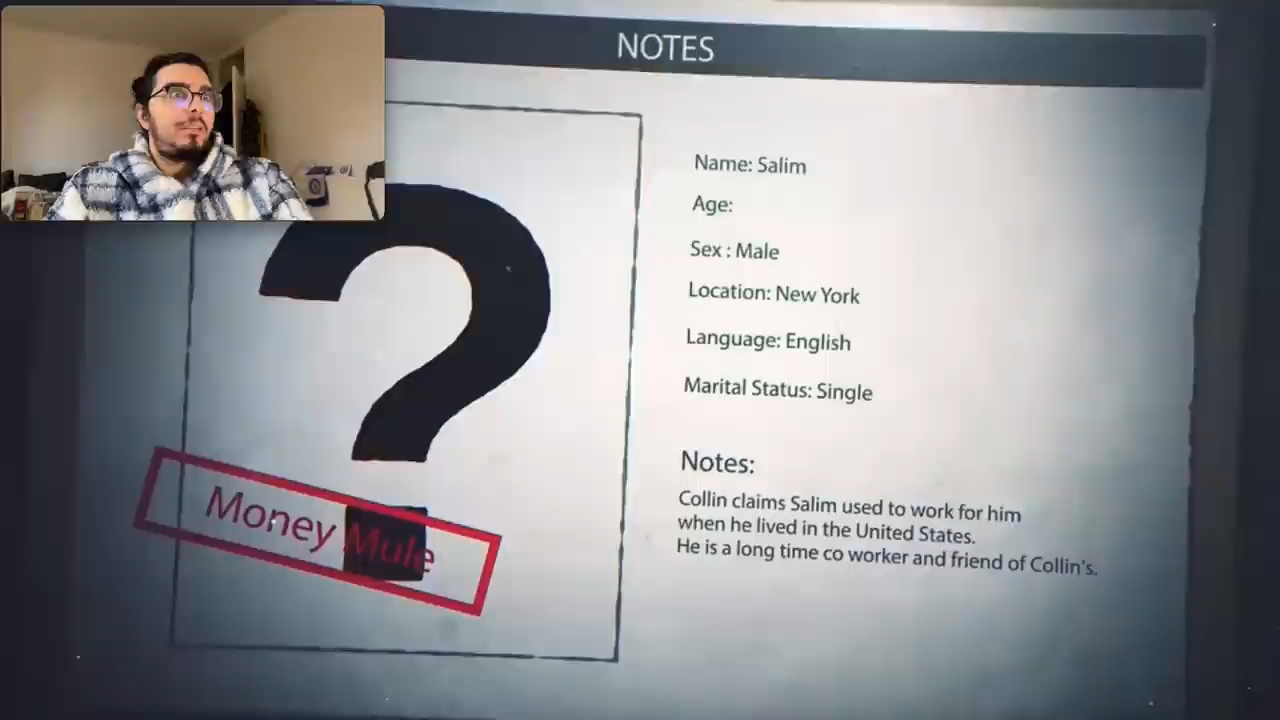 NOTES
Name: Salim
Age:
Sex : Male
Location: New York
Language: English
Marital Status: Single
Notes:
Collin claims Salim used to work for him
when he lived in the United States.
He is a long time co worker and friend of Collin's.
Money Mule